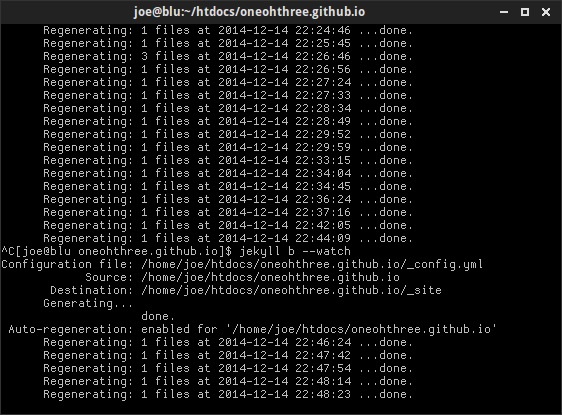 joe@blu:~/htdocs/oneohthree.github.io
Regenerating: 1 files at 2014-12-14 22:24:46 ...done.
Regenerating: 1 files at 2014-12-14 22:25:45 ...done.
Regenerating: 3 files at 2014-12-14 22:26:46 ...done.
Regenerating: 1 files at 2014-12-14 22:26:56 ...done.
Regenerating: 1 files at 2014-12-14 22:27:24 ...done.
Regenerating: 1 files at 2014-12-14 22:27:33 ...done.
Regenerating: 1 files at 2014-12-14 22:28:34 ...done.
Regenerating: 1 files at 2014-12-14 22:28:49 ...done.
Regenerating: 1 files at 2014-12-14 22:29:52 ...done.
Regenerating: 1 files at 2014-12-14 22:29:59 ...done.
Regenerating: 1 files at 2014-12-14 22:33:15 ...done.
Regenerating: 1 files at 2014-12-14 22:34:04 ...done.
Regenerating: 1 files at 2014-12-14 22:34:45 ...done.
Regenerating: 1 files at 2014-12-14 22:36:24 ...done.
Regenerating: 1 files at 2014-12-14 22:37:16 ...done.
Regenerating: 1 files at 2014-12-14 22:42:05 ...done.
Regenerating: 1 files at 2014-12-14 22:44:09 ...done.
^C[joe@blu oneohthree.github.io]$ jekyll b --watch
Configuration file: /home/joe/htdocs/oneohthree.github.io/_config.yml
Source: /home/joe/htdocs/oneohthree.github.io
Destination: /home/joe/htdocs/oneohthree.github.io/_site
Generating...
done.
Auto-regeneration: enabled for '/home/joe/htdocs/oneohthree.github.io'
Regenerating: 1 files at 2014-12-14 22:46:24 ...done.
Regenerating: 1 files at 2014-12-14 22:47:42 ...done.
Regenerating: 1 files at 2014-12-14 22:47:54 ...done.
Regenerating: 1 files at 2014-12-14 22:48:14 ...done.
Regenerating: 1 files at 2014-12-14 22:48:23 ...done.